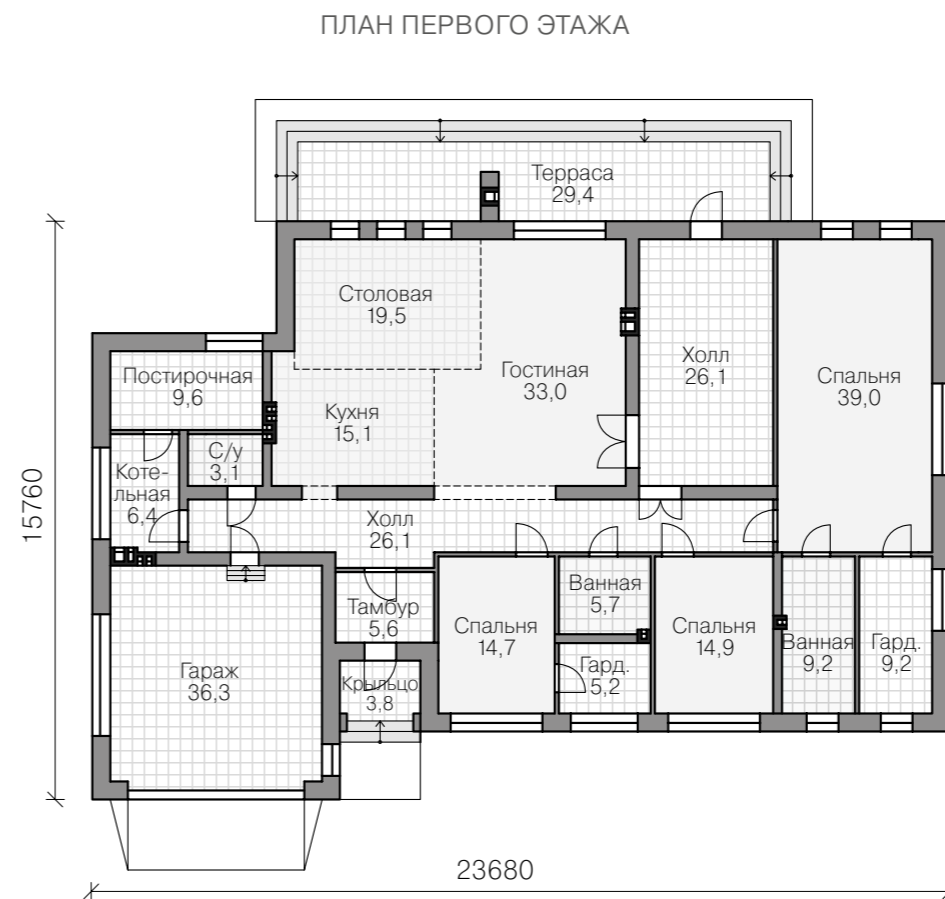 ПЛАН ПЕРВОГО ЭТАЖА
Терраса
29,4
Столовая
19,5
Гостиная
33,0
Холл
26,1
Спальня
39,0
Постирочная
9,6
Кухня
15,1
С/у
3,1
Коте-
льная
6,4
Холл
26,1
15760
Тамбур
5,6
Ванная
5,7
Спальня
14,7
Спальня
14,9
Ванная
9,2
Гард.
9,2
Гард.
5,2
Гараж
36,3
Крыльцо
3,8
23680